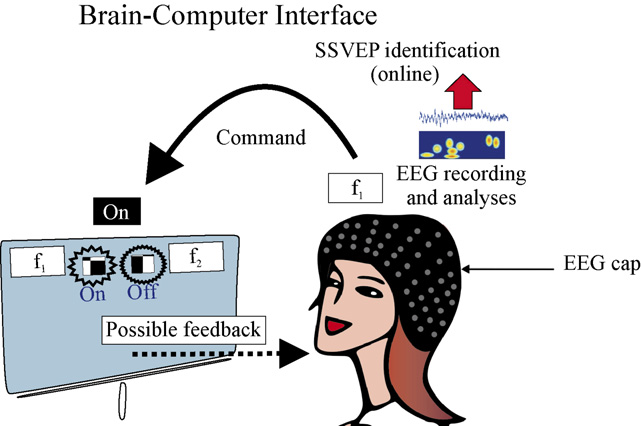 Brain-Computer Interface
SSVEP identification
(online)
Command
EEG recording
and analyses
f₁
On
f₁
f₂
On
Off
EEG cap
Possible feedback